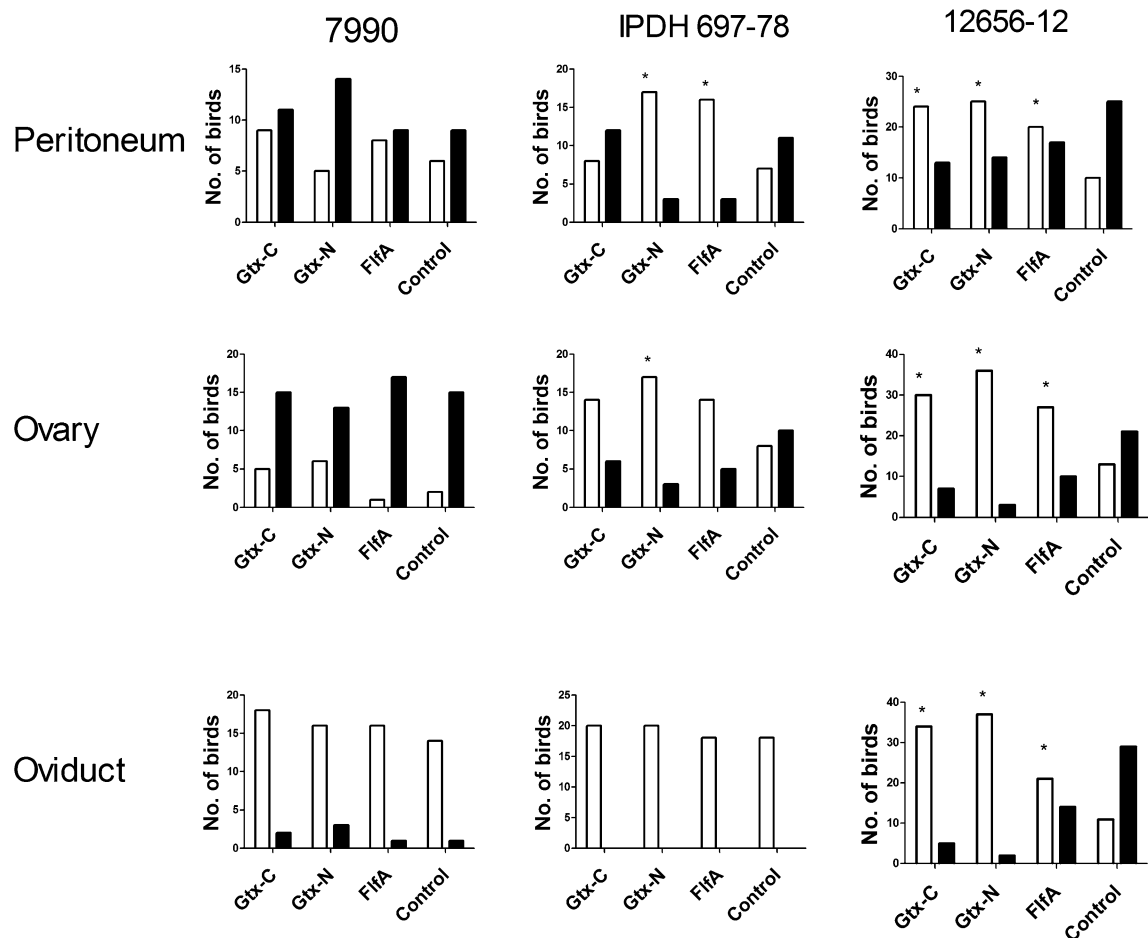 7990 IPDH 697-78 12656-12
Peritoneum
No. of birds
15
10
5
0
Gtx-C Gtx-N FlfA Control
No. of birds
20
15
10
5
0
* *
Gtx-C Gtx-N FlfA Control
No. of birds
30
20
10
0
* * *
Gtx-C Gtx-N FlfA Control
Ovary
No. of birds
20
15
10
5
0
Gtx-C Gtx-N FlfA Control
No. of birds
20
15
10
5
0
*
Gtx-C Gtx-N FlfA Control
No. of birds
40
30
20
10
0
* * *
Gtx-C Gtx-N FlfA Control
Oviduct
No. of birds
20
15
10
5
0
Gtx-C Gtx-N FlfA Control
No. of birds
25
20
15
10
5
0
Gtx-C Gtx-N FlfA Control
No. of birds
40
30
20
10
0
* * *
Gtx-C Gtx-N FlfA Control